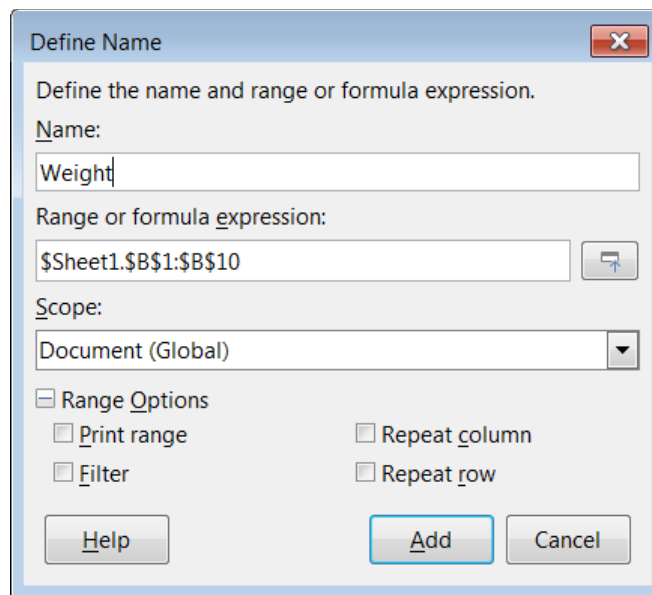 Define Name
Define the name and range or formula expression.
Name:
Weight
Range or formula expression:
$Sheet1.$B$1:$B$10
Scope:
Document (Global)
Range Options
Print range Repeat column
Filter Repeat row
Help Add Cancel